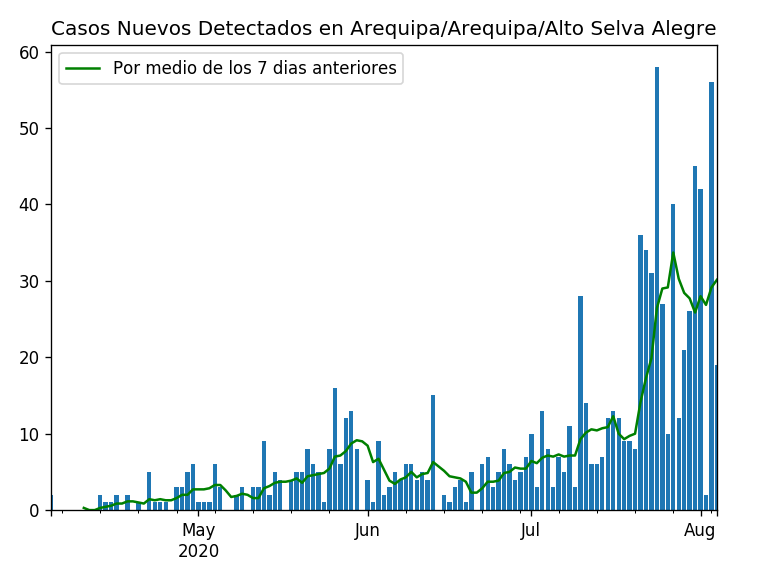 Casos Nuevos Detectados en Arequipa/Arequipa/Alto Selva Alegre
Por medio de los 7 dias anteriores
60
50
40
30
20
10
0
May Jun Jul Aug
2020